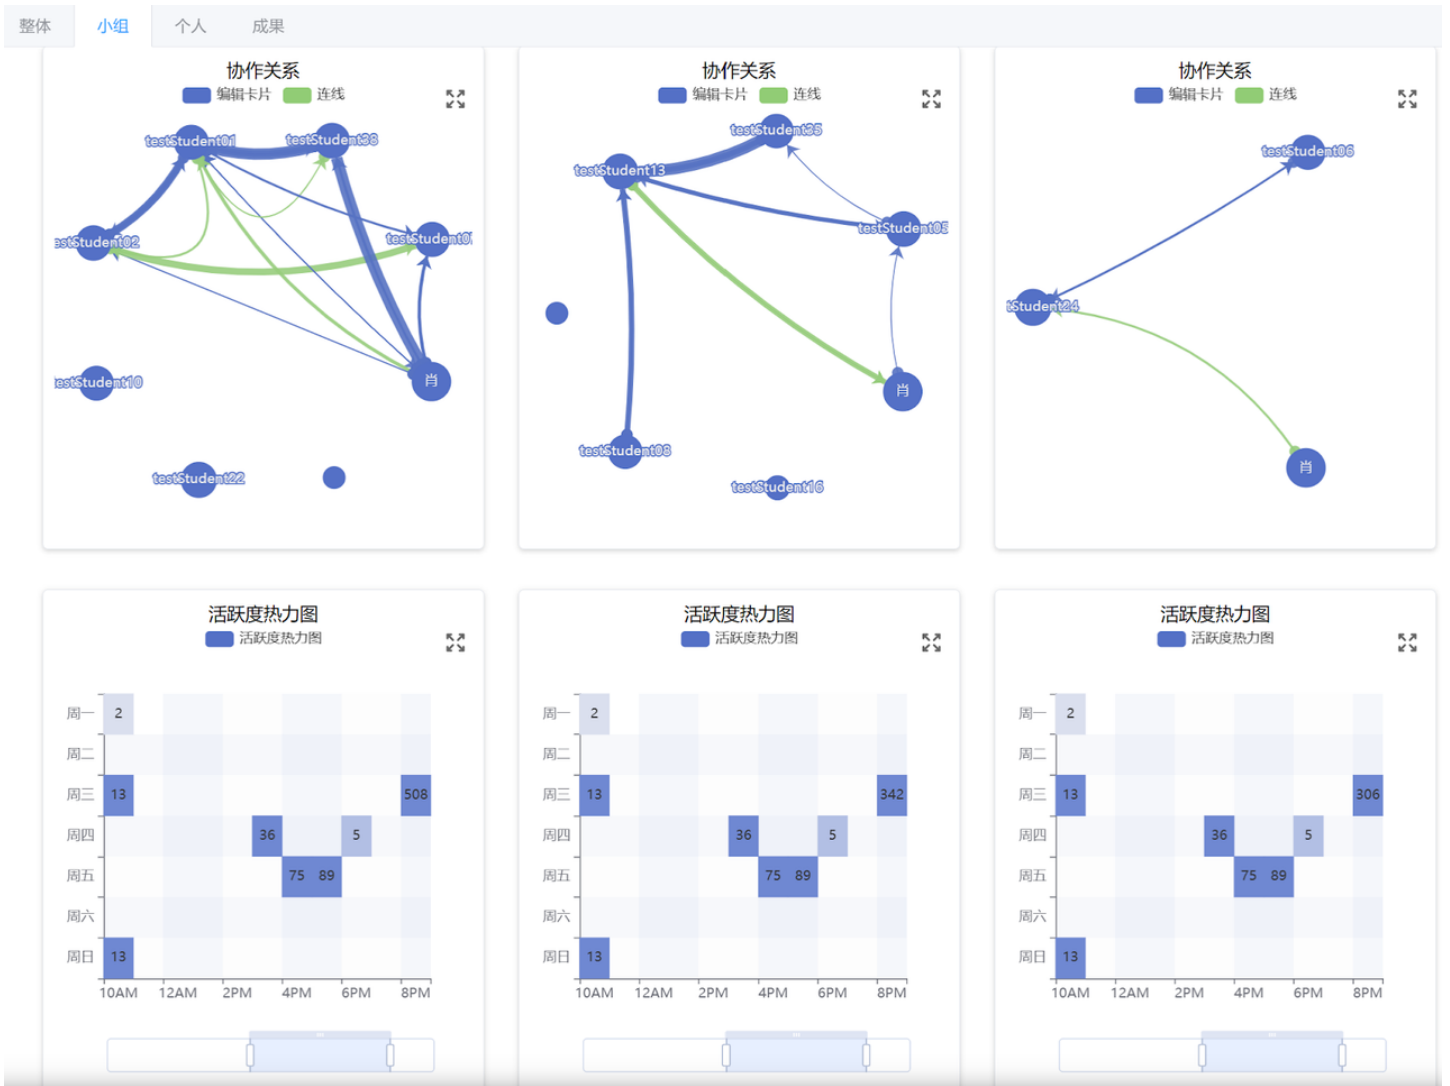 整体 小组 个人 成果
协作关系
编辑卡片 连线
testStudent01
testStudent38
estStudent02
testStudent0
estStudent10
肖
testStudent22
协作关系
编辑卡片 连线
testStudent35
testStudent13
testStudent05
肖
testStudent08
testStudent16
协作关系
编辑卡片 连线
testStudent06
tStudent24
肖
活跃度热力图
活跃度热力图
周一 2
周二
周三 13 508
周四 36 5
周五 75 89
周六
周日 13
10AM 12AM 2PM 4PM 6PM 8PM
活跃度热力图
活跃度热力图
周一 2
周二
周三 13 342
周四 36 5
周五 75 89
周六
周日 13
10AM 12AM 2PM 4PM 6PM 8PM
活跃度热力图
活跃度热力图
周一 2
周二
周三 13 306
周四 36 5
周五 75 89
周六
周日 13
10AM 12AM 2PM 4PM 6PM 8PM